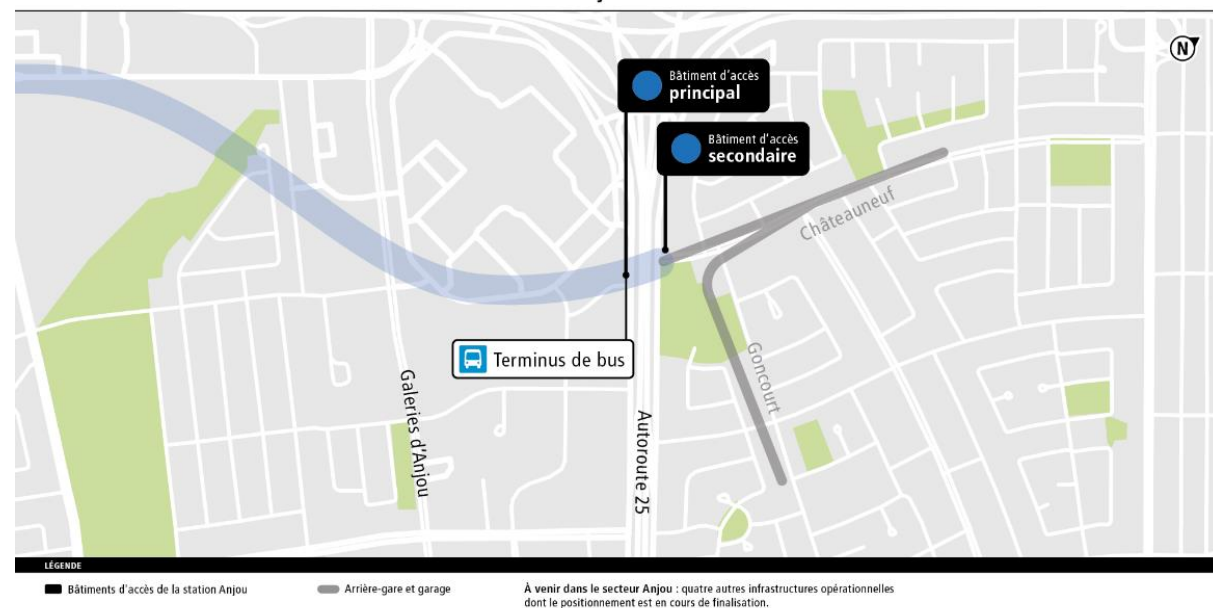 N
Bâtiment d'accès
principal
Bâtiment d'accès
secondaire
Châteauneuf
Terminus de bus
Goncourt
Galeries d'Anjou
Autoroute 25
LÉGENDE
Bâtiments d'accès de la station Anjou
Arrière-gare et garage
À venir dans le secteur Anjou : quatre autres infrastructures opérationnelles
dont le positionnement est en cours de finalisation.